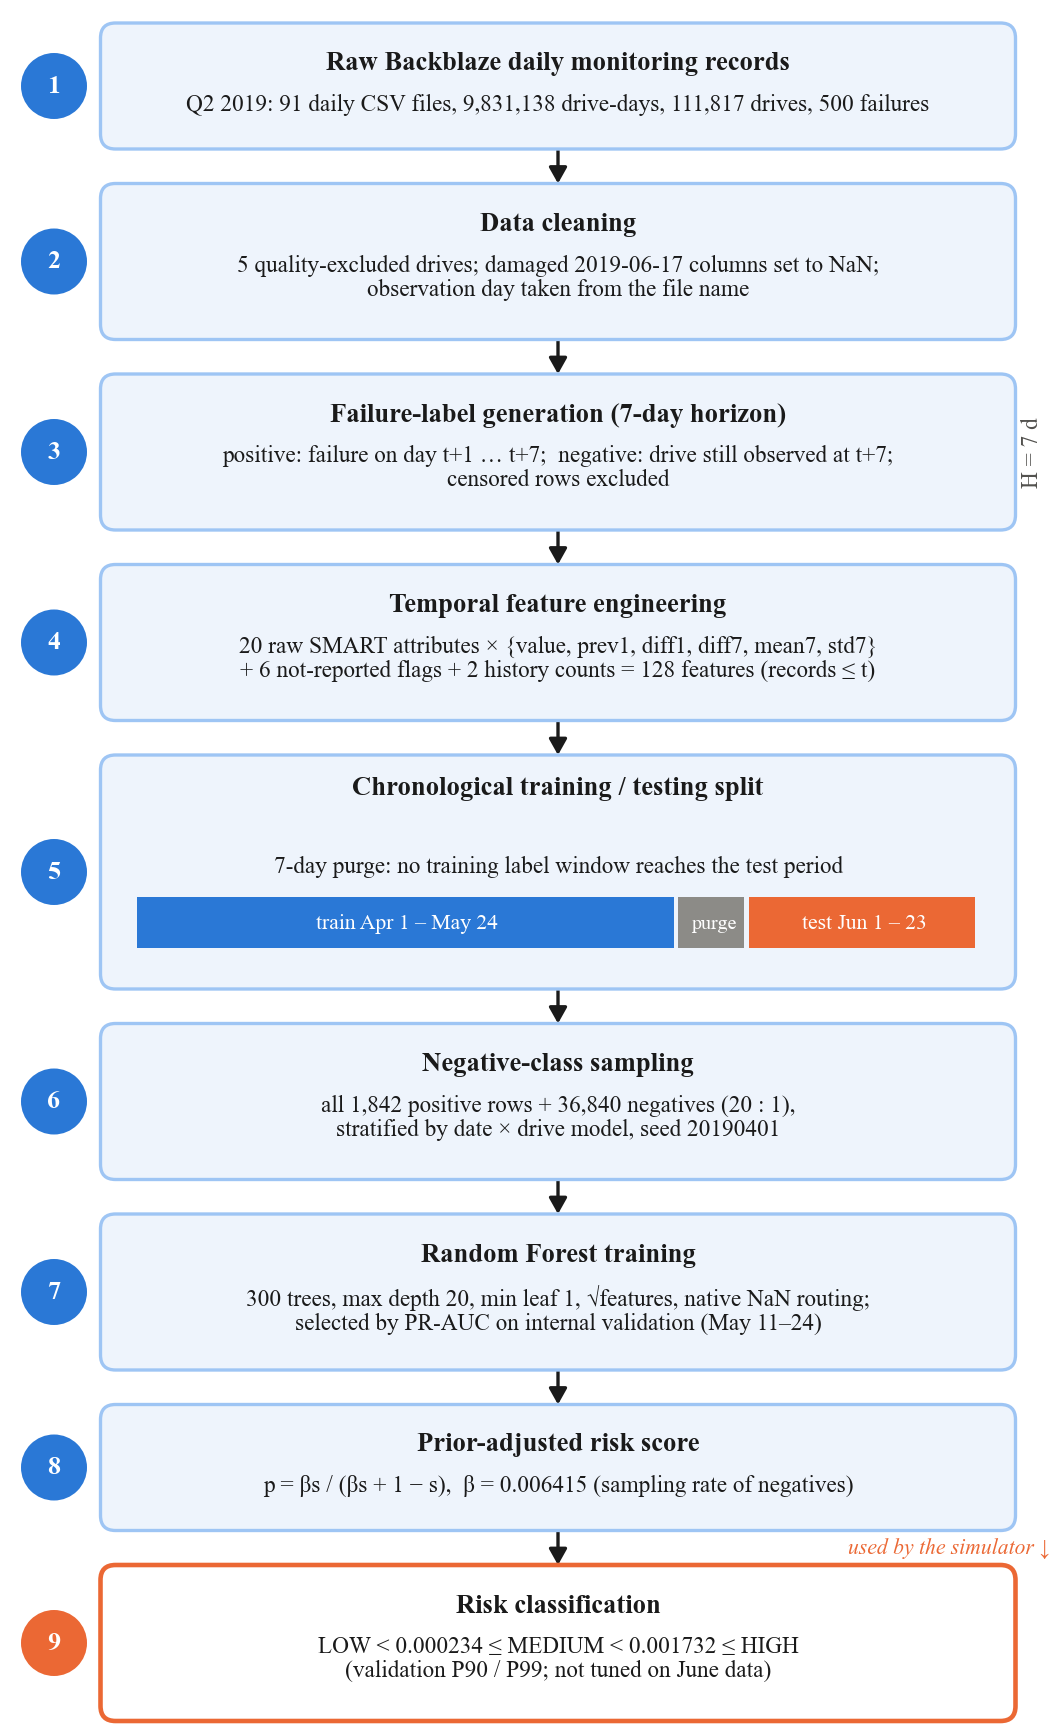 1
Raw Backblaze daily monitoring records
Q2 2019: 91 daily CSV files, 9,831,138 drive-days, 111,817 drives, 500 failures
2
Data cleaning
5 quality-excluded drives; damaged 2019-06-17 columns set to NaN;
observation day taken from the file name
3
Failure-label generation (7-day horizon)
positive: failure on day t+1 … t+7;  negative: drive still observed at t+7;
censored rows excluded
H = 7 d
4
Temporal feature engineering
20 raw SMART attributes × {value, prev1, diff1, diff7, mean7, std7}
+ 6 not-reported flags + 2 history counts = 128 features (records ≤ t)
5
Chronological training / testing split
7-day purge: no training label window reaches the test period
train Apr 1 – May 24
purge
test Jun 1 – 23
6
Negative-class sampling
all 1,842 positive rows + 36,840 negatives (20 : 1),
stratified by date × drive model, seed 20190401
7
Random Forest training
300 trees, max depth 20, min leaf 1, √features, native NaN routing;
selected by PR-AUC on internal validation (May 11–24)
8
Prior-adjusted risk score
p = βs / (βs + 1 − s),  β = 0.006415 (sampling rate of negatives)
used by the simulator ↓
9
Risk classification
LOW < 0.000234 ≤ MEDIUM < 0.001732 ≤ HIGH
(validation P90 / P99; not tuned on June data)